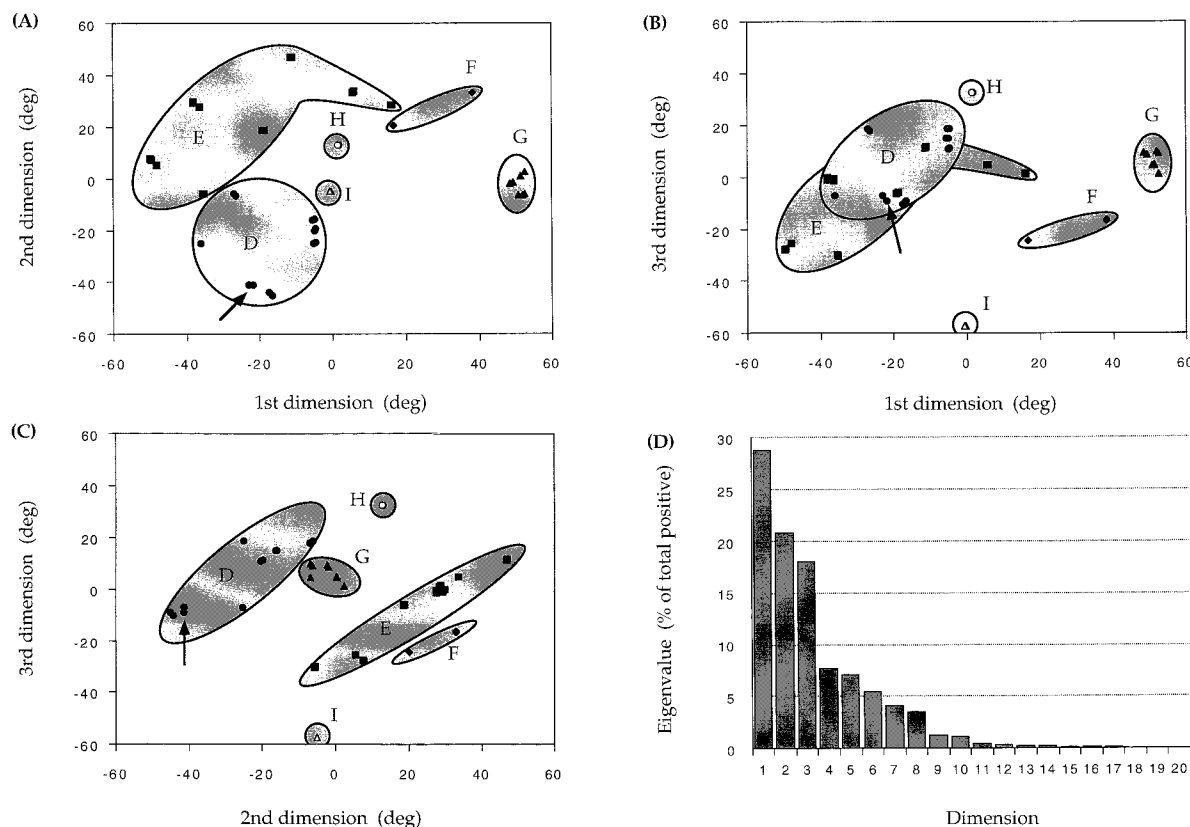 (A)
60
40
20
0
-20
-40
-60
2nd dimension (deg)
-60 -40 -20 0 20 40 60
1st dimension (deg)
E
D
F
G
H
I
(B)
60
40
20
0
-20
-40
-60
3rd dimension (deg)
-60 -40 -20 0 20 40 60
1st dimension (deg)
H
G
D
E
F
I
(C)
60
40
20
0
-20
-40
-60
3rd dimension (deg)
-60 -40 -20 0 20 40 60
2nd dimension (deg)
H
G
D
E
F
I
(D)
30
25
20
15
10
5
0
Eigenvalue (% of total positive)
1 2 3 4 5 6 7 8 9 10 11 12 13 14 15 16 17 18 19 20
Dimension